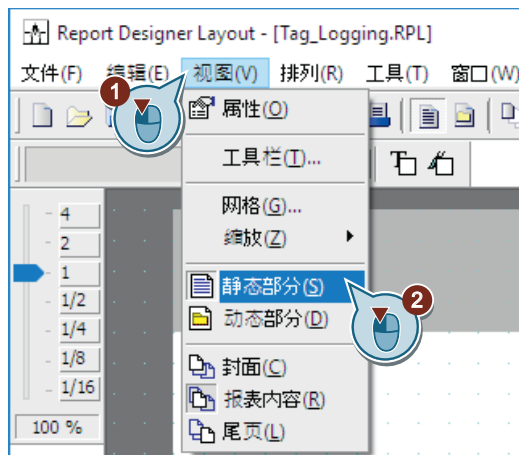 Report Designer Layout - [Tag_Logging.RPL]
文件(F) 编辑(E) 视图(V) 排列(R) 工具(T) 窗口(W)
1
属性(O)
工具栏(T)...
网格(G)...
缩放(Z)
静态部分(S)
2
动态部分(D)
封面(C)
报表内容(R)
尾页(L)
4
2
1
1/2
1/4
1/8
1/16
100 %